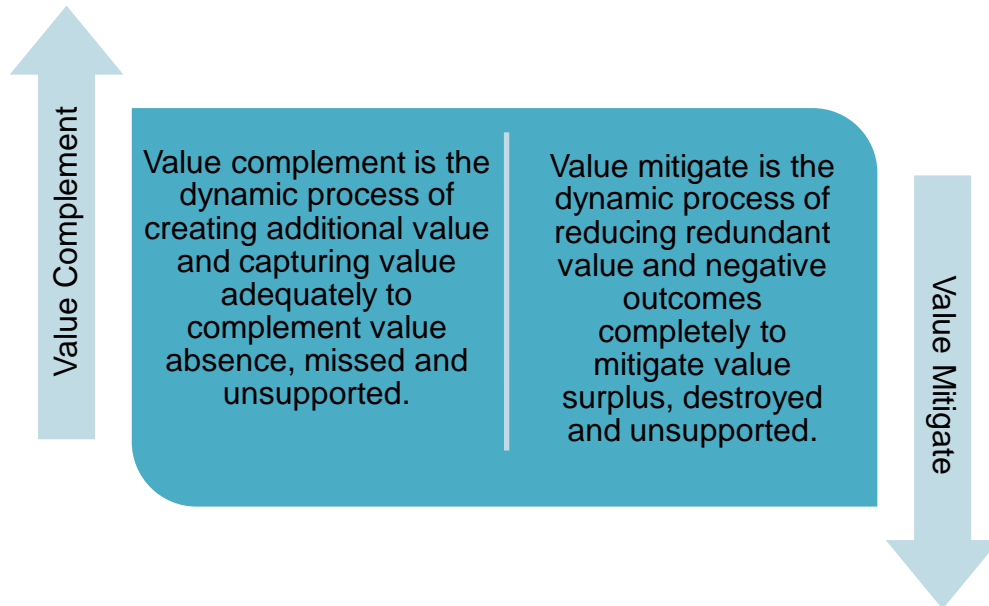 Value Complement
Value complement is the
dynamic process of
creating additional value
and capturing value
adequately to
complement value
absence, missed and
unsupported.
Value mitigate is the
dynamic process of
reducing redundant
value and negative
outcomes
completely to
mitigate value
surplus, destroyed
and unsupported.
Value Mitigate